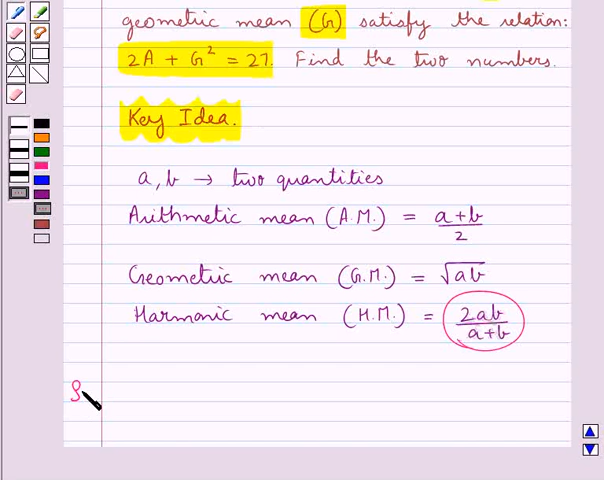 geometric mean (G) satisfy the relation:
2A + G² = 27. Find the two numbers.
Key Idea.
a, b → two quantities
Arithmetic mean (A.M.) = a+b/2
Geometric mean (G.M.) = √ab
Harmonic mean (H.M.) = 2ab/a+b
S